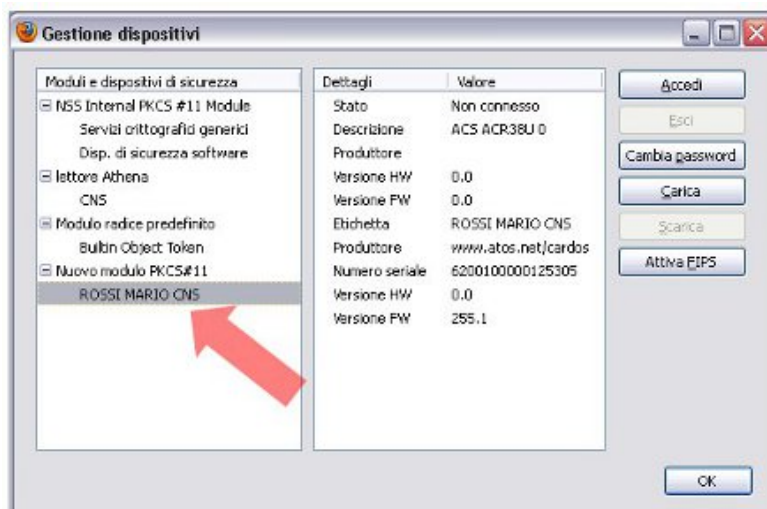 Gestione dispositivi
Moduli e dispositivi di sicurezza
NSS Internal PKCS #11 Module
Servizi crittografici generici
Disp. di sicurezza software
lettore Athena
CNS
Modulo radice predefinito
Builtin Object Token
Nuovo modulo PKCS#11
ROSSI MARIO CNS
Dettagli Valore
Stato Non connesso
Descrizione ACS ACR38U 0
Produttore
Versione HW 0.0
Versione FW 0.0
Etichetta ROSSI MARIO CNS
Produttore www.atos.net/cardos
Numero seriale 6200100000125305
Versione HW 0.0
Versione FW 255.1
Accedi
Esci
Cambia password
Carica
Scarica
Attiva FIPS
OK